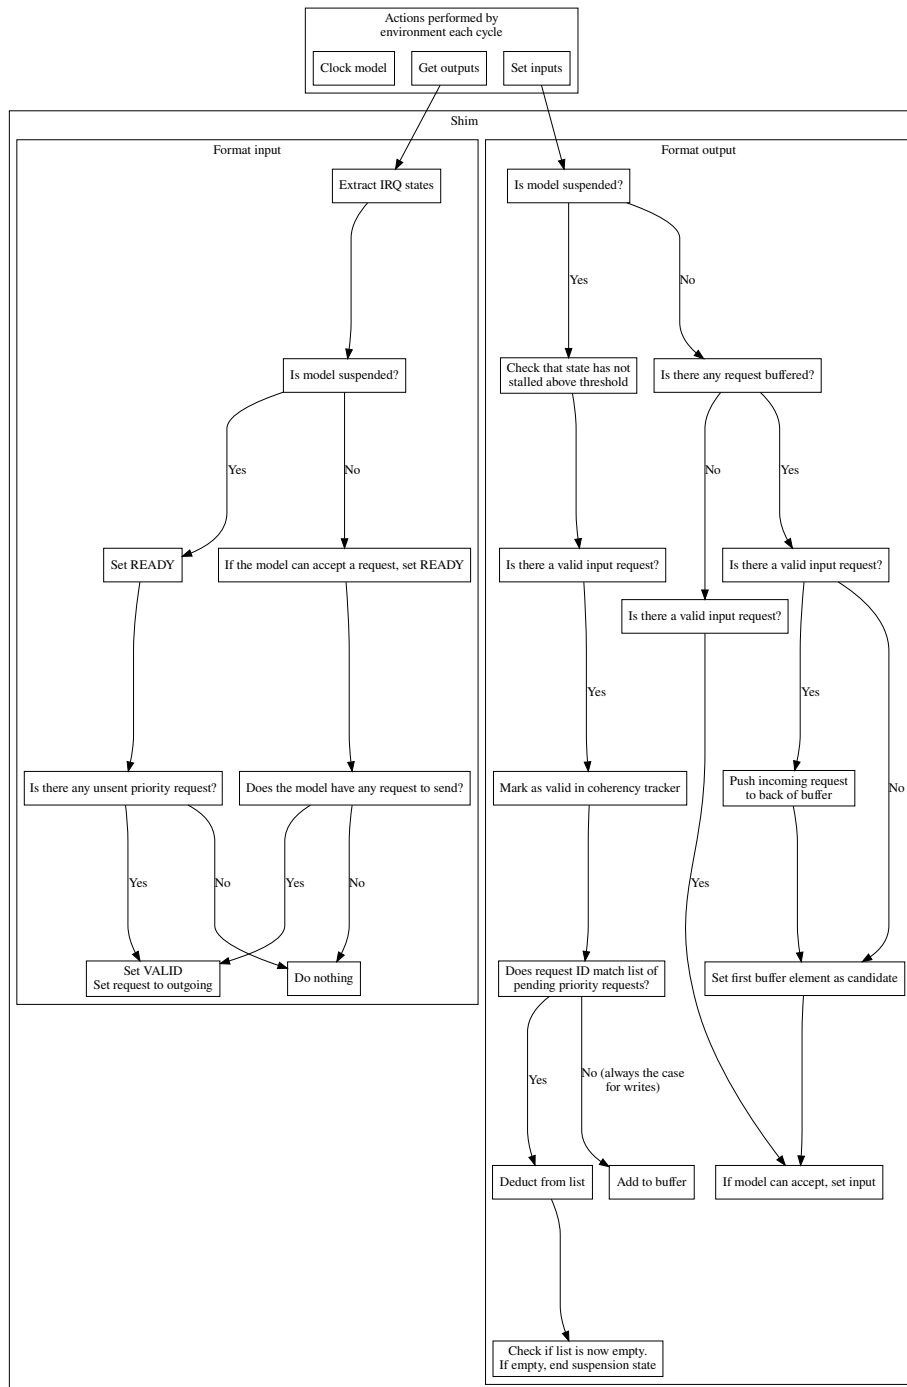 Actions performed by
environment each cycle
Clock model
Get outputs
Set inputs
Shim
Format input
Format output
Extract IRQ states
Is model suspended?
Yes
No
Is model suspended?
Check that state has not
stalled above threshold
Is there any request buffered?
Yes
No
No
Yes
Set READY
If the model can accept a request, set READY
Is there a valid input request?
Is there a valid input request?
Is there a valid input request?
Yes
Yes
Is there any unsent priority request?
Does the model have any request to send?
Mark as valid in coherency tracker
Push incoming request
to back of buffer
No
Yes
No
Yes
No
Yes
Set VALID
Set request to outgoing
Do nothing
Does request ID match list of
pending priority requests?
Set first buffer element as candidate
Yes
No (always the case
for writes)
Deduct from list
Add to buffer
If model can accept, set input
Check if list is now empty.
If empty, end suspension state